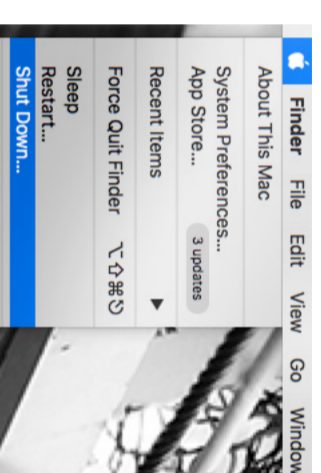 Finder File Edit View Go Window
About This Mac
System Preferences...
App Store... 3 updates
Recent Items ▶
Force Quit Finder ⌥⇧⌘⎋
Sleep
Restart...
Shut Down...